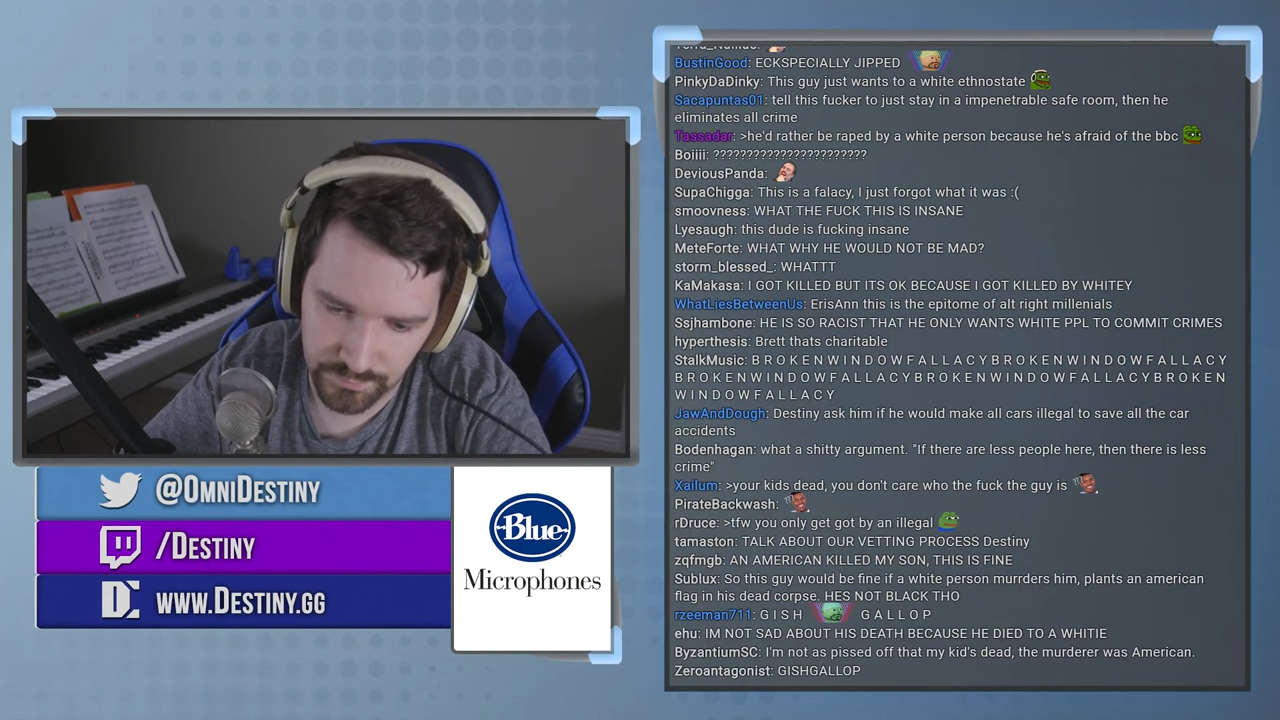 @OmniDestiny
/Destiny
www.Destiny.gg
Blue
Microphones
BustinGood: ECKSPECIALLY JIPPED
PinkyDaDinky: This guy just wants to a white ethnostate
Sacapuntas01: tell this fucker to just stay in a impenetrable safe room, then he
eliminates all crime
Tassadar: >he'd rather be raped by a white person because he's afraid of the bbc
Boiiii: ???????????????????????
DeviousPanda:
SupaChigga: This is a falacy, I just forgot what it was :(
smoovness: WHAT THE FUCK THIS IS INSANE
Lyesaugh: this dude is fucking insane
MeteForte: WHAT WHY HE WOULD NOT BE MAD?
storm_blessed_: WHATTT
KaMakasa: I GOT KILLED BUT ITS OK BECAUSE I GOT KILLED BY WHITEY
WhatLiesBetweenUs: ErisAnn this is the epitome of alt right millenials
Ssjhambone: HE IS SO RACIST THAT HE ONLY WANTS WHITE PPL TO COMMIT CRIMES
hyperthesis: Brett thats charitable
StalkMusic: B R O K E N W I N D O W F A L L A C Y B R O K E N W I N D O W F A L L A C Y
B R O K E N W I N D O W F A L L A C Y B R O K E N W I N D O W F A L L A C Y B R O K E N
W I N D O W F A L L A C Y
JawAndDough: Destiny ask him if he would make all cars illegal to save all the car
accidents
Bodenhagan: what a shitty argument. "If there are less people here, then there is less
crime"
Xailum: >your kids dead, you don't care who the fuck the guy is
PirateBackwash:
rDruce: >tfw you only get got by an illegal
tamaston: TALK ABOUT OUR VETTING PROCESS Destiny
zqfmgb: AN AMERICAN KILLED MY SON, THIS IS FINE
Sublux: So this guy would be fine if a white person murrders him, plants an american
flag in his dead corpse. HES NOT BLACK THO
rzeeman711: G I S H G A L L O P
ehu: IM NOT SAD ABOUT HIS DEATH BECAUSE HE DIED TO A WHITIE
ByzantiumSC: I'm not as pissed off that my kid's dead, the murderer was American.
Zeroantagonist: GISHGALLOP